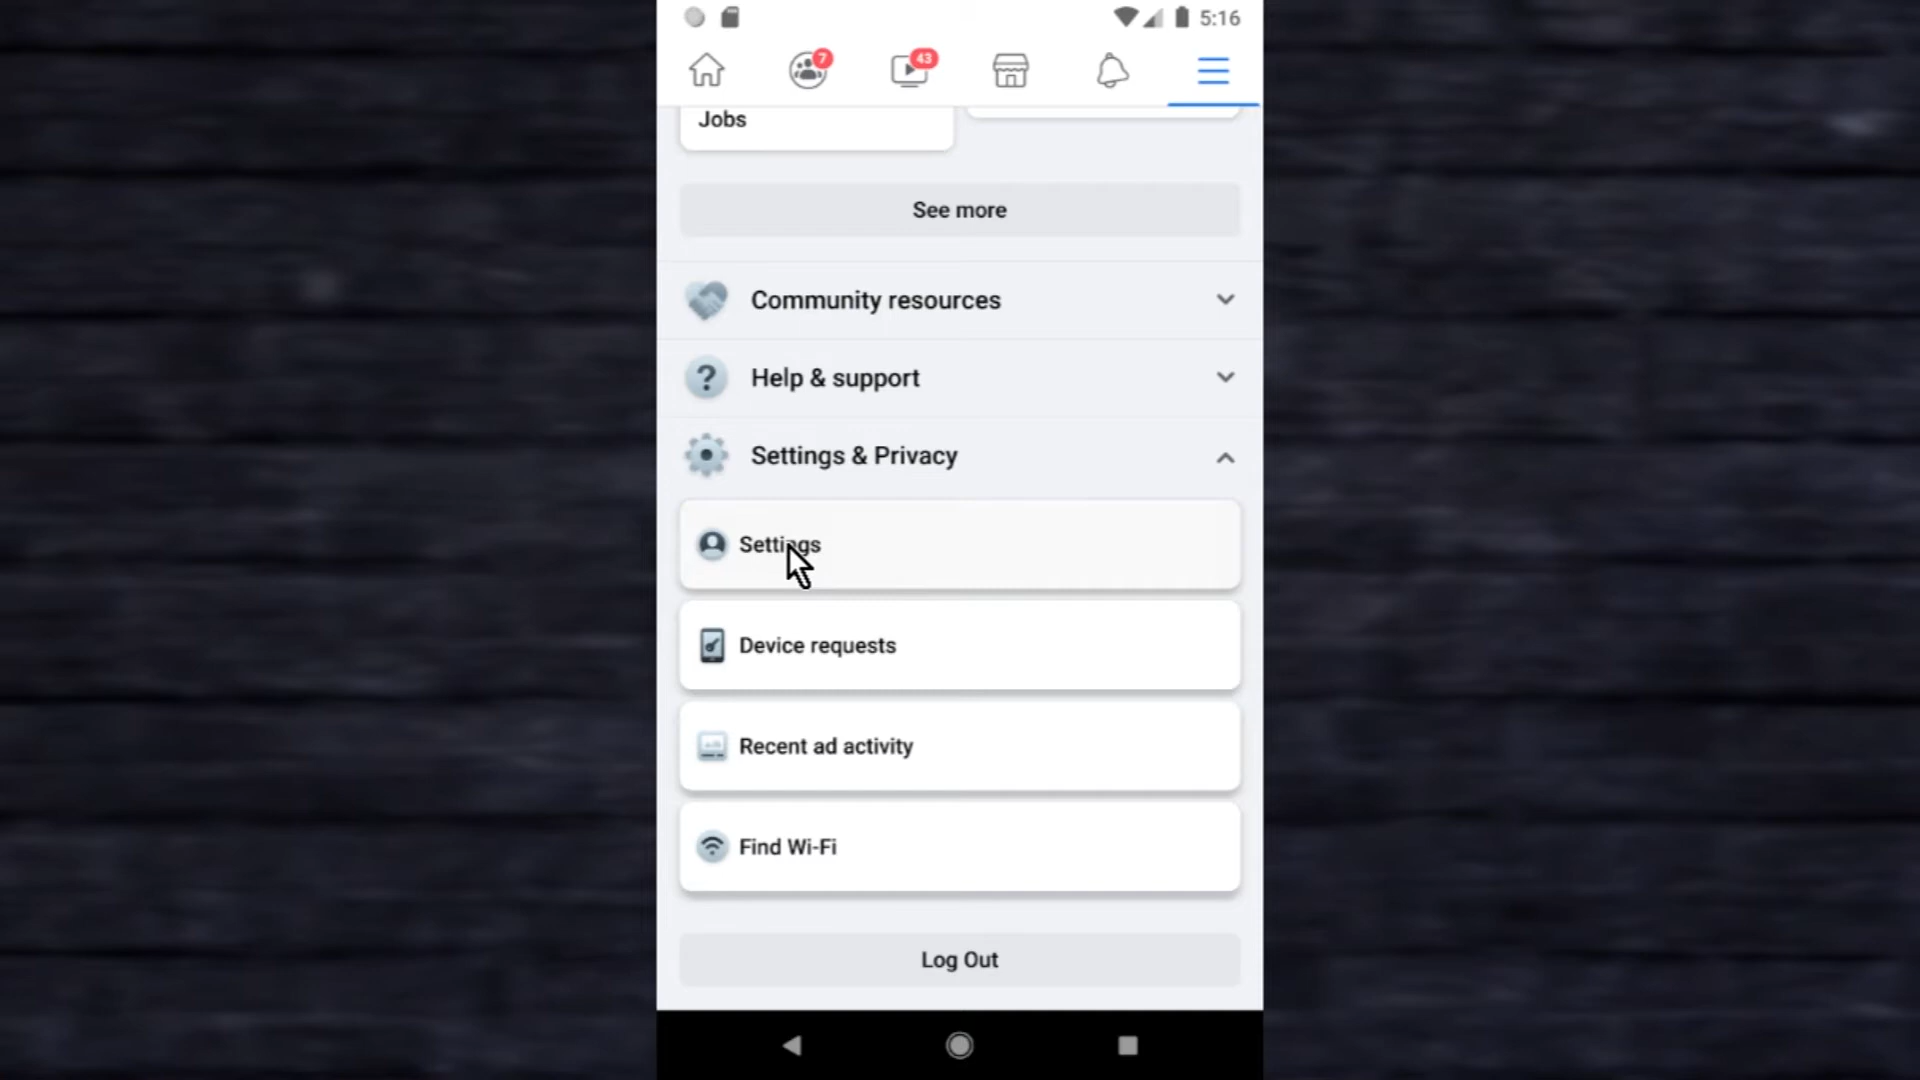 5:16
7
43
Jobs
See more
Community resources
Help & support
Settings & Privacy
Settings
Device requests
Recent ad activity
Find Wi-Fi
Log Out